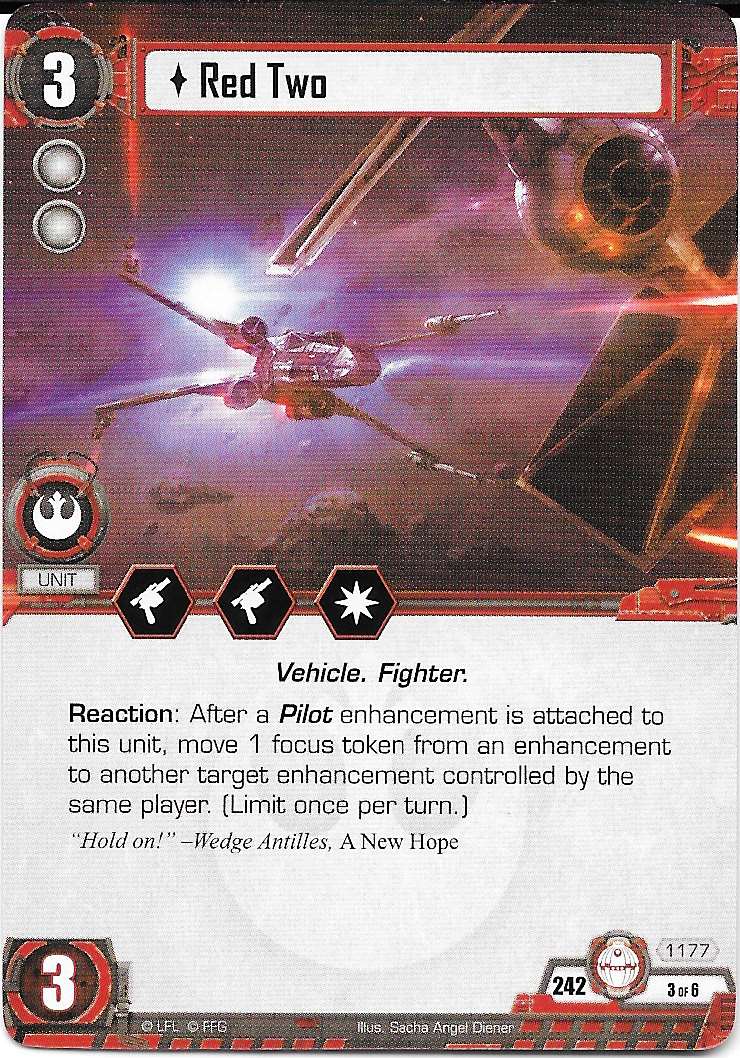 3
Red Two
UNIT
Vehicle. Fighter.
Reaction: After a Pilot enhancement is attached to
this unit, move 1 focus token from an enhancement
to another target enhancement controlled by the
same player. (Limit once per turn.)
“Hold on!” –Wedge Antilles, A New Hope
3
1177
242
3 OF 6
© LFL © FFG
Illus. Sacha Angel Diener